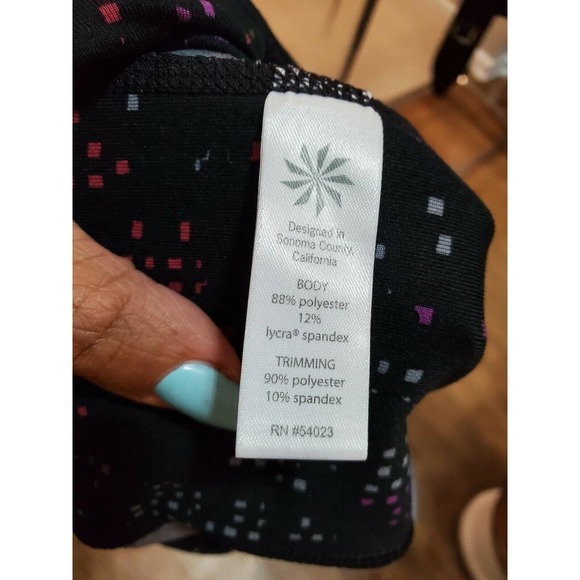 Designed in
Sonoma County,
California
BODY
88% polyester
12%
lycra® spandex
TRIMMING
90% polyester
10% spandex
RN #54023